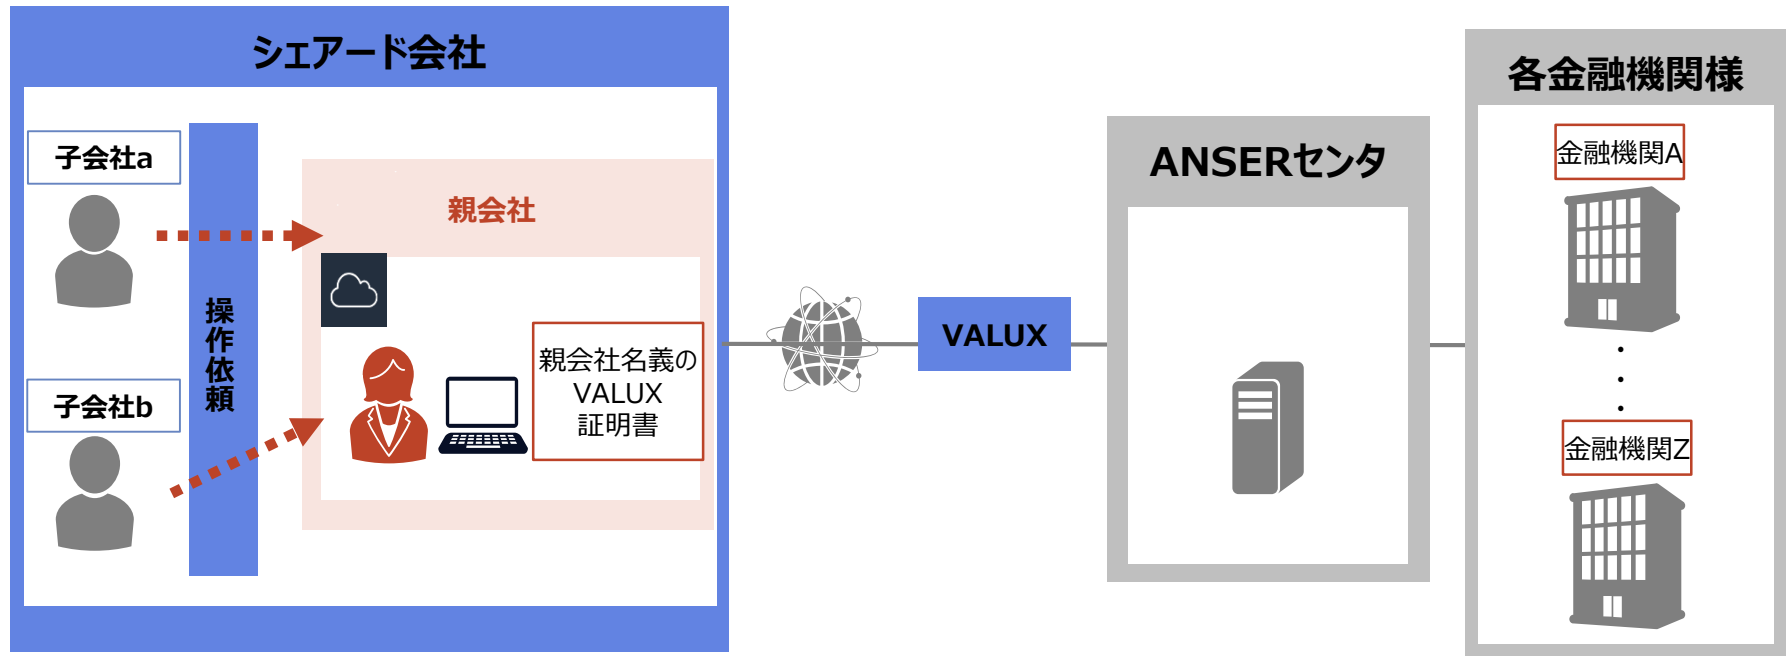 シェアード会社
子会社a
操作依頼
子会社b
親会社
親会社名義の
VALUX
証明書
VALUX
ANSERセンタ
各金融機関様
金融機関A
・
・
・
金融機関Z